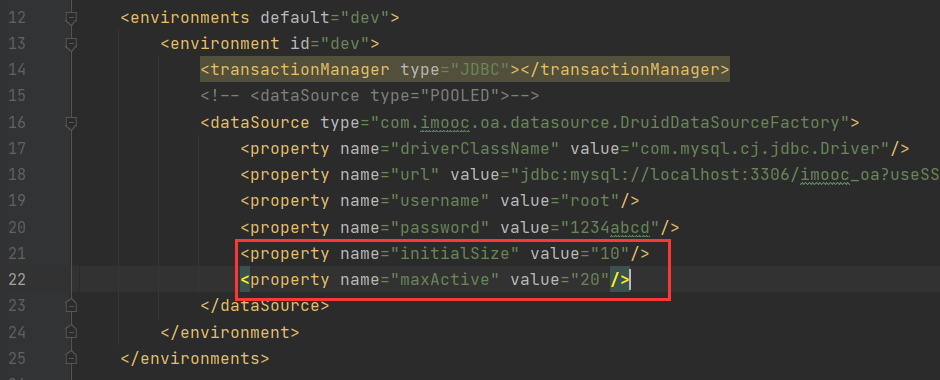 12 <environments default="dev">
13 <environment id="dev">
14 <transactionManager type="JDBC"></transactionManager>
15 <!-- <dataSource type="POOLED">-->
16 <dataSource type="com.imooc.oa.datasource.DruidDataSourceFactory">
17 <property name="driverClassName" value="com.mysql.cj.jdbc.Driver"/>
18 <property name="url" value="jdbc:mysql://localhost:3306/imooc_oa?useSS
19 <property name="username" value="root"/>
20 <property name="password" value="1234abcd"/>
21 <property name="initialSize" value="10"/>
22 <property name="maxActive" value="20"/>
23 </dataSource>
24 </environment>
25 </environments>